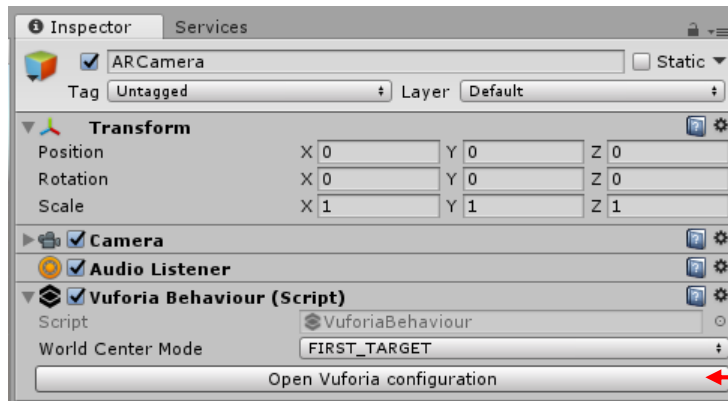 Inspector Services
ARCamera Static
Tag Untagged Layer Default
Transform
Position X 0 Y 0 Z 0
Rotation X 0 Y 0 Z 0
Scale X 1 Y 1 Z 1
Camera
Audio Listener
Vuforia Behaviour (Script)
Script VuforiaBehaviour
World Center Mode FIRST_TARGET
Open Vuforia configuration